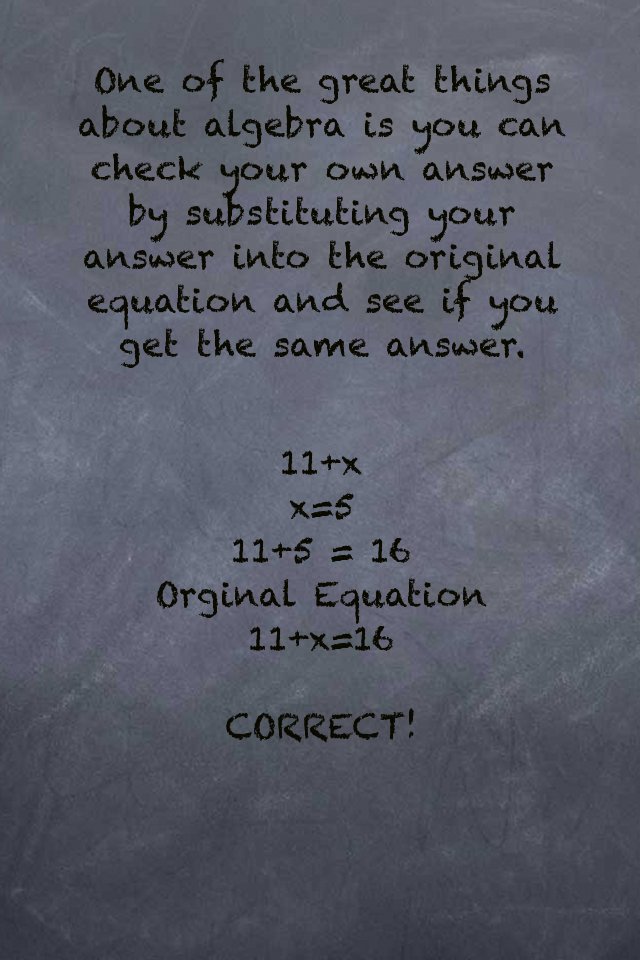 One of the great things
about algebra is you can
check your own answer
by substituting your
answer into the original
equation and see if you
get the same answer.
11+x
x=5
11+5 = 16
Orginal Equation
11+x=16
CORRECT!